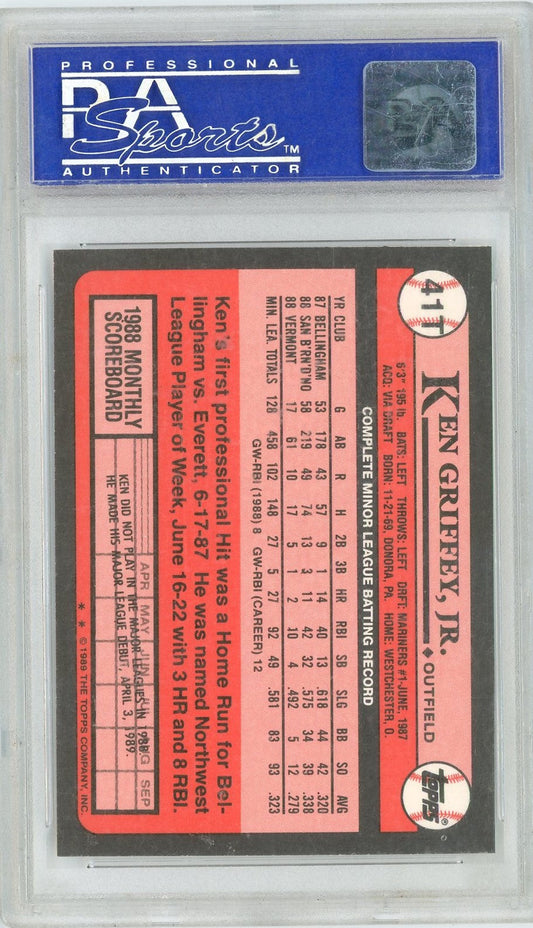 PROFESSIONAL
PSA
Sports™
AUTHENTICATOR
PSA
41T
KEN GRIFFEY, JR. ♦ OUTFIELD
Topps®
6'3" 195 lb. BATS: LEFT THROWS: LEFT DRFT: MARINERS #1-JUNE, 1987
ACQ: VIA DRAFT BORN: 11-21-69, DONORA, PA HOME: WESTCHESTER, O.
COMPLETE MINOR LEAGUE BATTING RECORD
YR CLUB G AB R H 2B 3B HR RBI SB SLG BB SO AVG
87 BELLINGHAM 53 178 43 57 9 1 14 40 13 .618 44 42 .320
88 SAN B'RN'D'NO 58 219 49 74 13 3 11 42 32 .575 34 39 .338
88 VERMONT 17 61 10 17 5 1 2 10 4 .492 5 12 .279
MIN. LEA. TOTALS 128 458 102 148 27 5 27 92 49 .581 83 93 .323
GW-RBI (1988) 8 GW-RBI (CAREER) 12
Ken's first professional Hit was a Home Run for Bel-
lingham vs. Everett, 6-17-87 He was named Northwest
League Player of Week, June 16-22 with 3 HR and 8 RBI.
1988 MONTHLY
SCOREBOARD
APR MAY JUN JUL AUG SEP
KEN DID NOT PLAY IN THE MAJOR LEAGUES IN 1988
HE MADE HIS MAJOR LEAGUE DEBUT, APRIL 3, 1989.
* * ©1989 THE TOPPS COMPANY, INC.